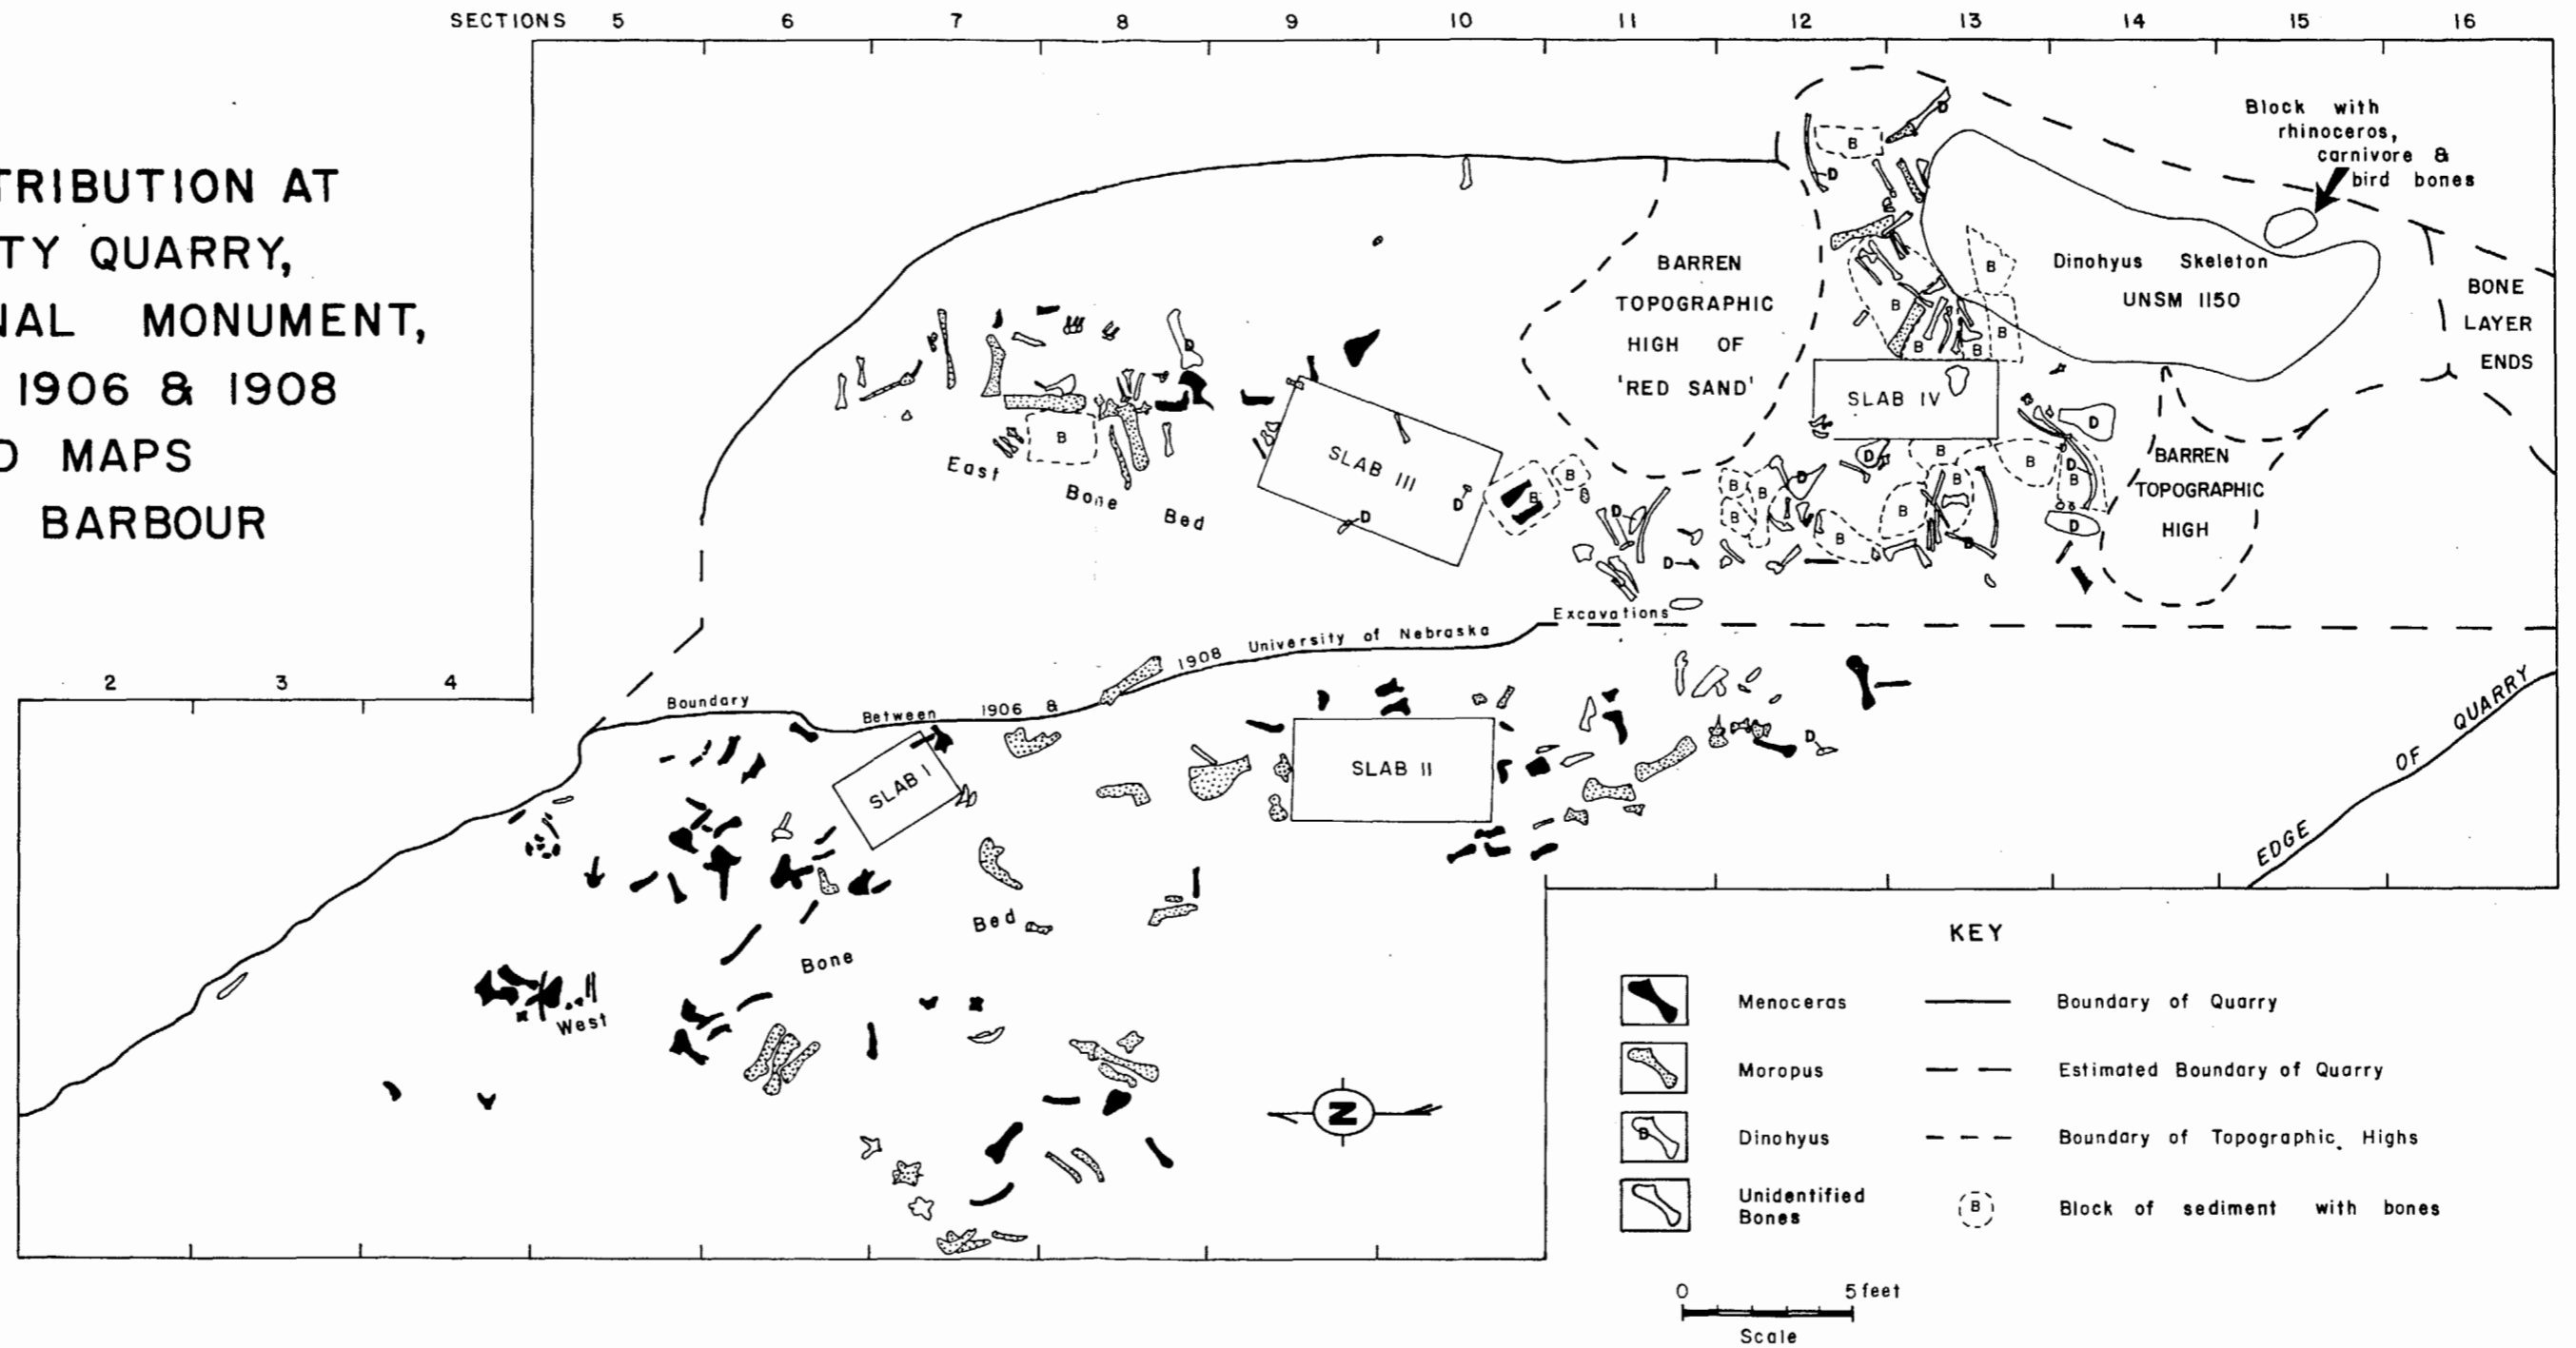 SECTIONS 5 6 7 8 9 10 11 12 13 14 15 16
TRIBUTION AT
TY QUARRY,
NAL MONUMENT,
1906 & 1908
D MAPS
BARBOUR
2 3 4
Block with
rhinoceros,
carnivore &
bird bones
B
D
D
BARREN
TOPOGRAPHIC
HIGH OF
'RED SAND'
Dinohyus Skeleton
UNSM 1150
B
B
B
B
B
BONE
LAYER
ENDS
D
B
East Bone Bed
SLAB III
D
D
B
B
SLAB IV
D
D
D
B
B
B
B
B
D
B
D
B
B
B
D
D
D
D
BARREN
TOPOGRAPHIC
HIGH
Boundary Between 1906 & 1908 University of Nebraska Excavations
SLAB I
SLAB II
D
EDGE OF QUARRY
West Bone Bed
N
KEY
Menoceras
Boundary of Quarry
Moropus
Estimated Boundary of Quarry
D
Dinohyus
Boundary of Topographic Highs
Unidentified
Bones
B
Block of sediment with bones
0 5 feet
Scale